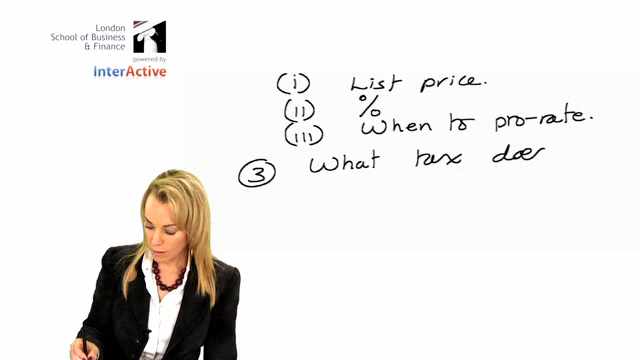 London
School of Business
& Finance
powered by
InterActive
(i) List price.
(ii) %
(iii) When to pro-rate.
3 What tax does